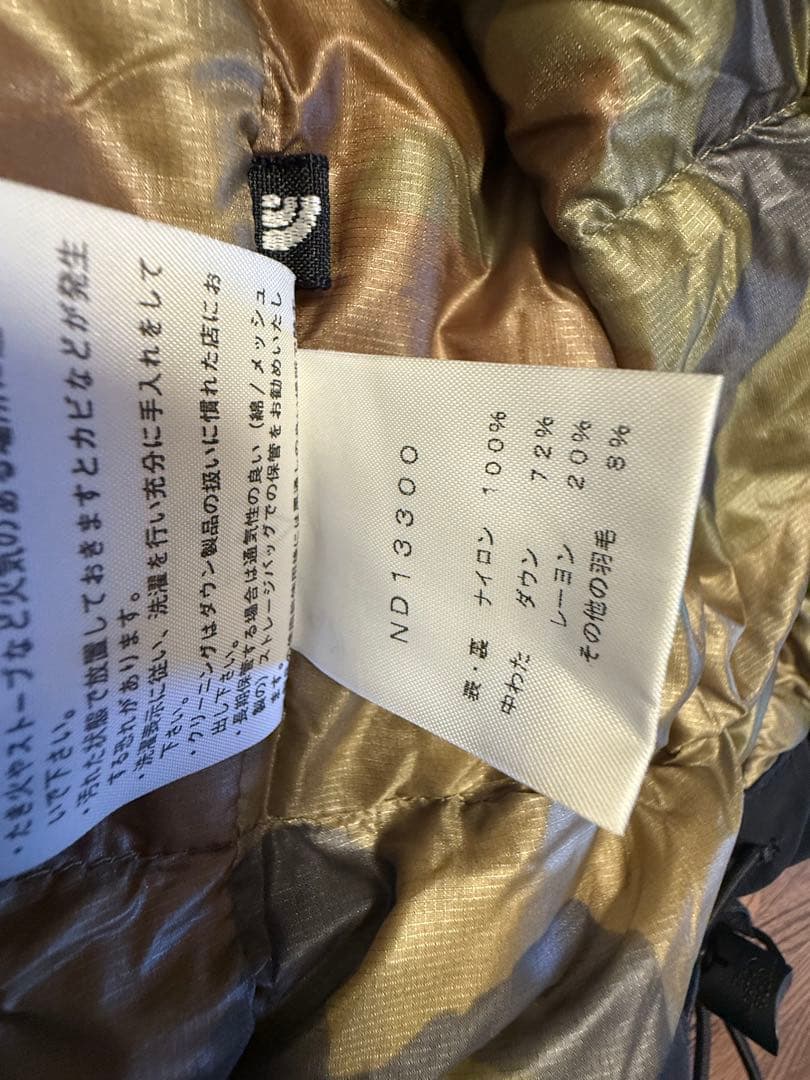 ・たき火やストーブなど火気のある場所に
いで下さい。
・汚れた状態で放置しておきますとカビなどが発生
する恐れがあります。
・洗濯表示に従い、洗濯を行い充分に手入れをして
下さい。
・クリーニングはダウン製品の扱いに慣れた店にお
出し下さい。
・長期保管する場合は通気性の良い(綿/メッシュ
製の)ストレージバッグでの保管をお勧めいたし
ます。
ND13300
表・裏 ナイロン 100%
中わた ダウン 72%
レーヨン 20%
その他の羽毛 8%